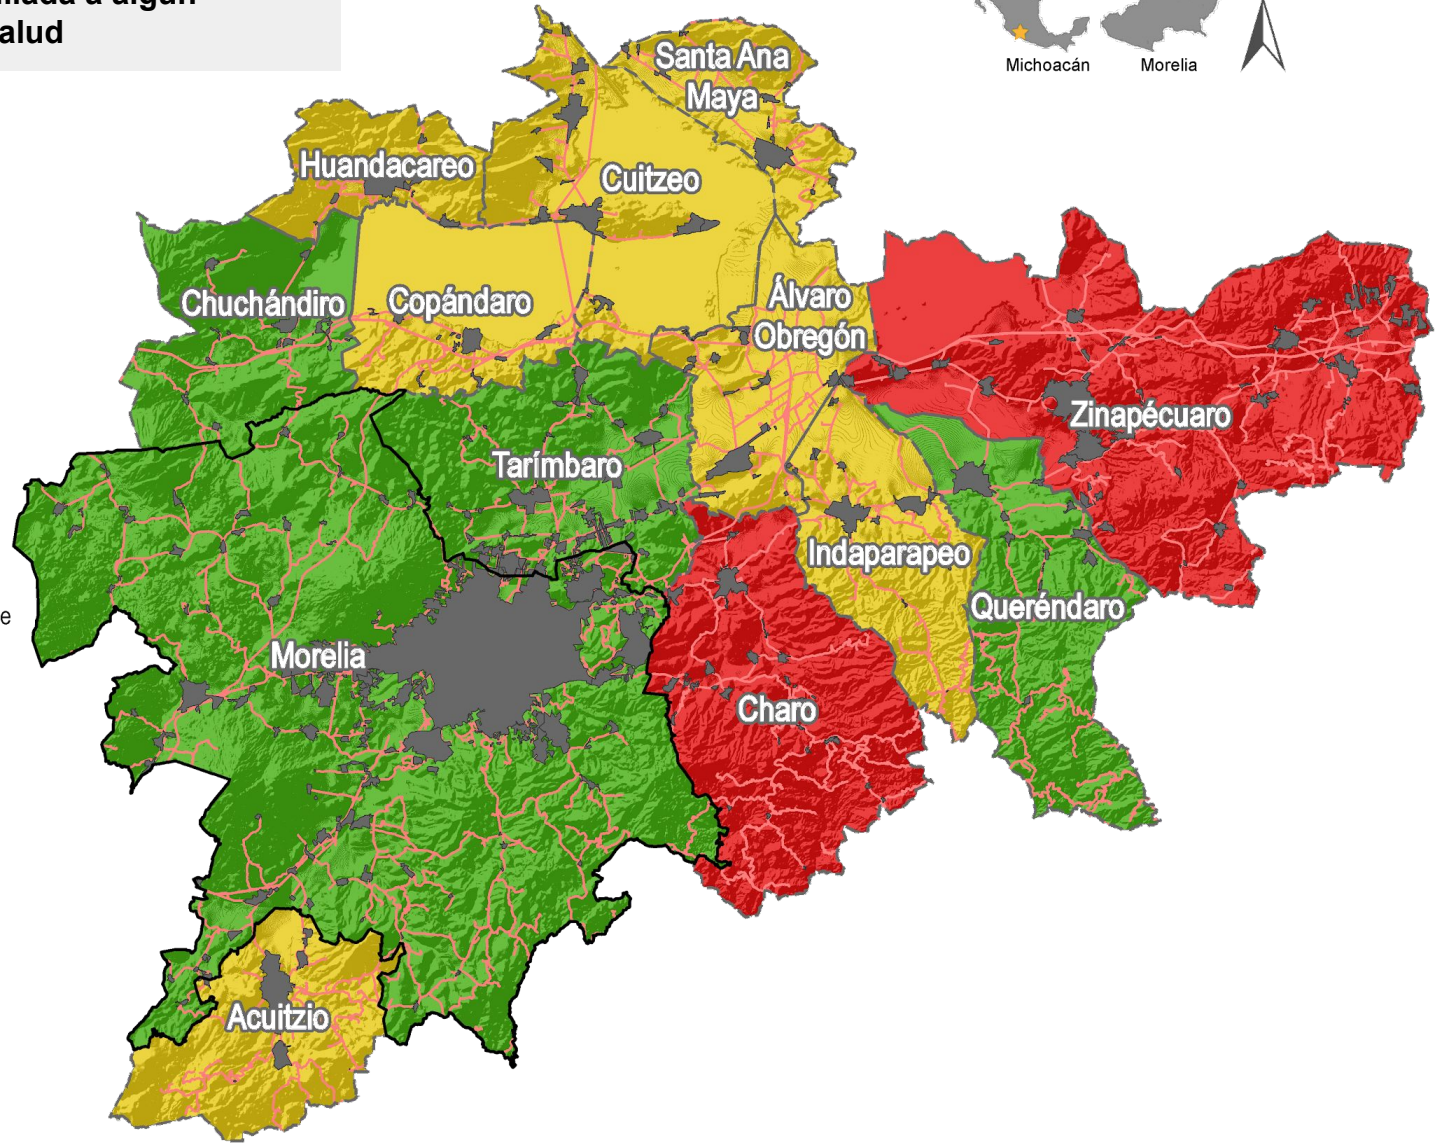 alud
Michoacán
Morelia
Santa Ana
Maya
Huandacareo
Cuitzeo
Chuchándiro
Copándaro
Álvaro
Obregón
Zinapécuaro
Tarímbaro
Indaparapeo
Queréndaro
e
Morelia
Charo
Acuitzio